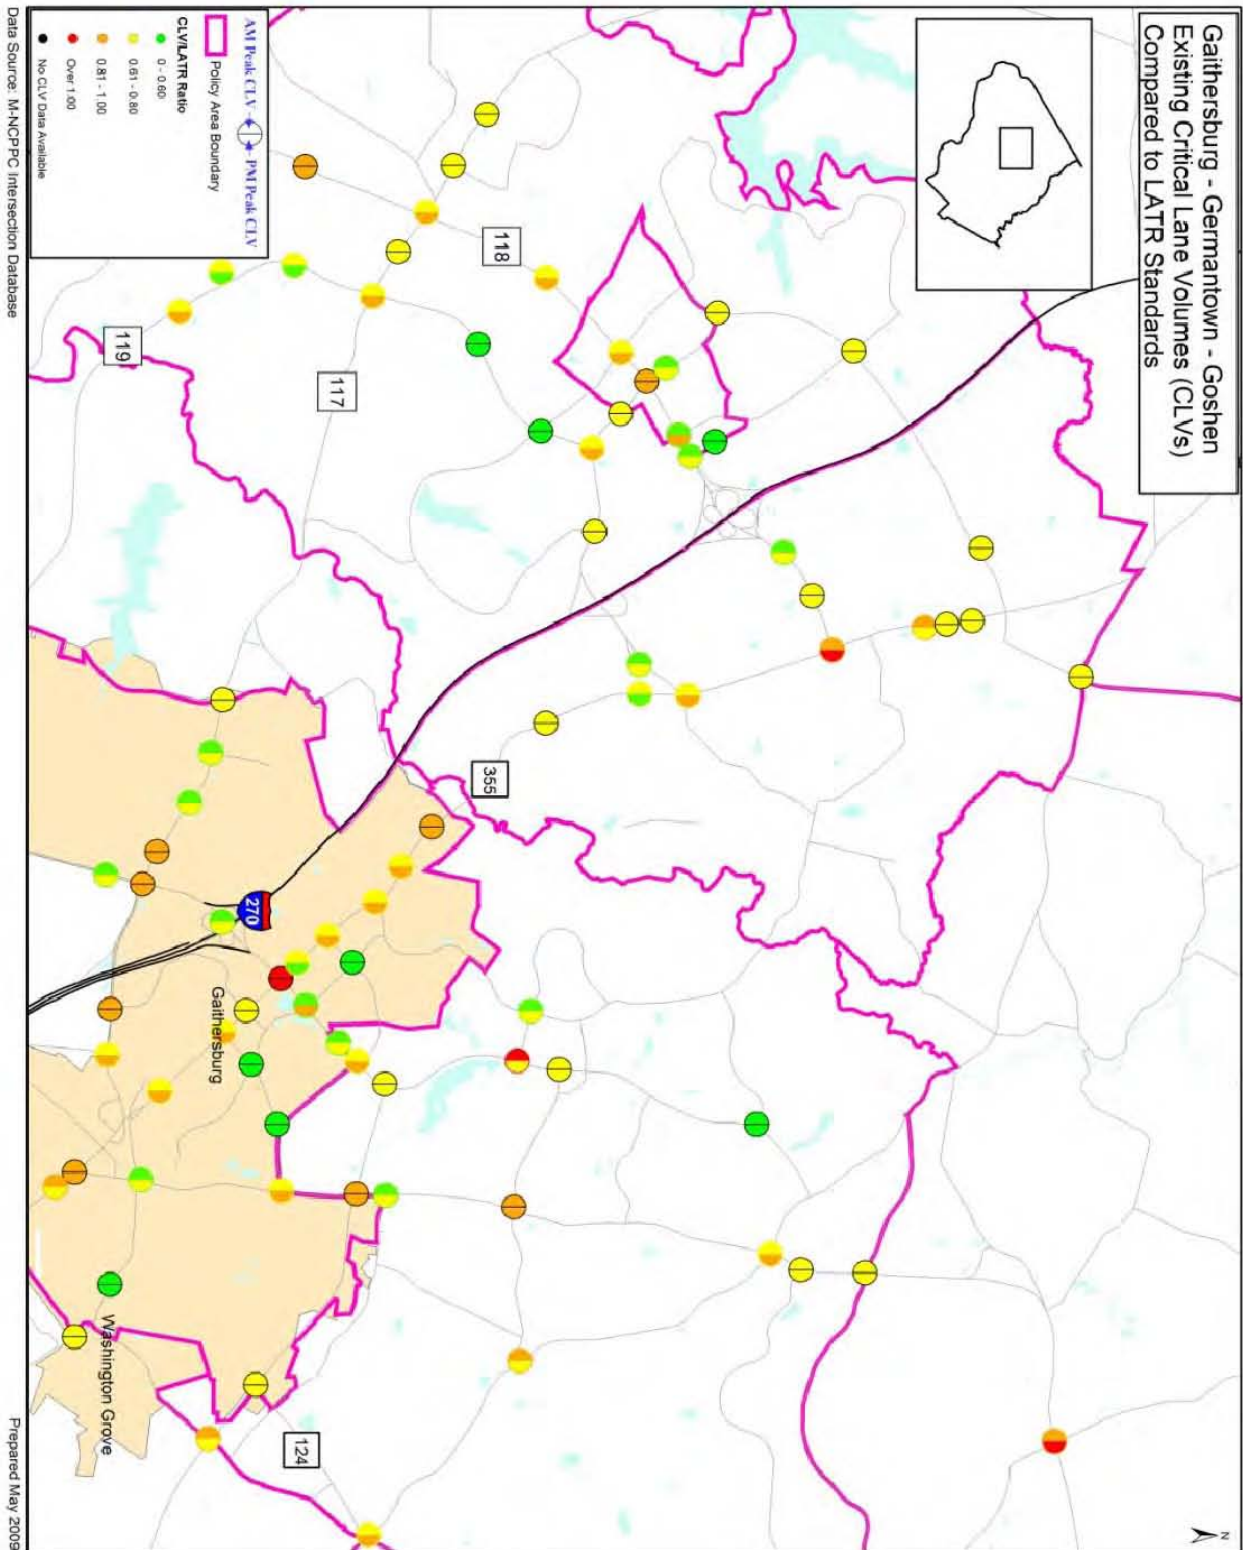 Gaithersburg - Germantown - Goshen
Existing Critical Lane Volumes (CLVs)
Compared to LATR Standards
N
118
119
117
355
270
Gaithersburg
Washington Grove
124
AM Peak CLV
PM Peak CLV
Policy Area Boundary
CLV/LATR Ratio
0 - 0.60
0.61 - 0.80
0.81 - 1.00
Over 1.00
No CLV Data Available
Data Source: M-NCPPC Intersection Database
Prepared May 2009